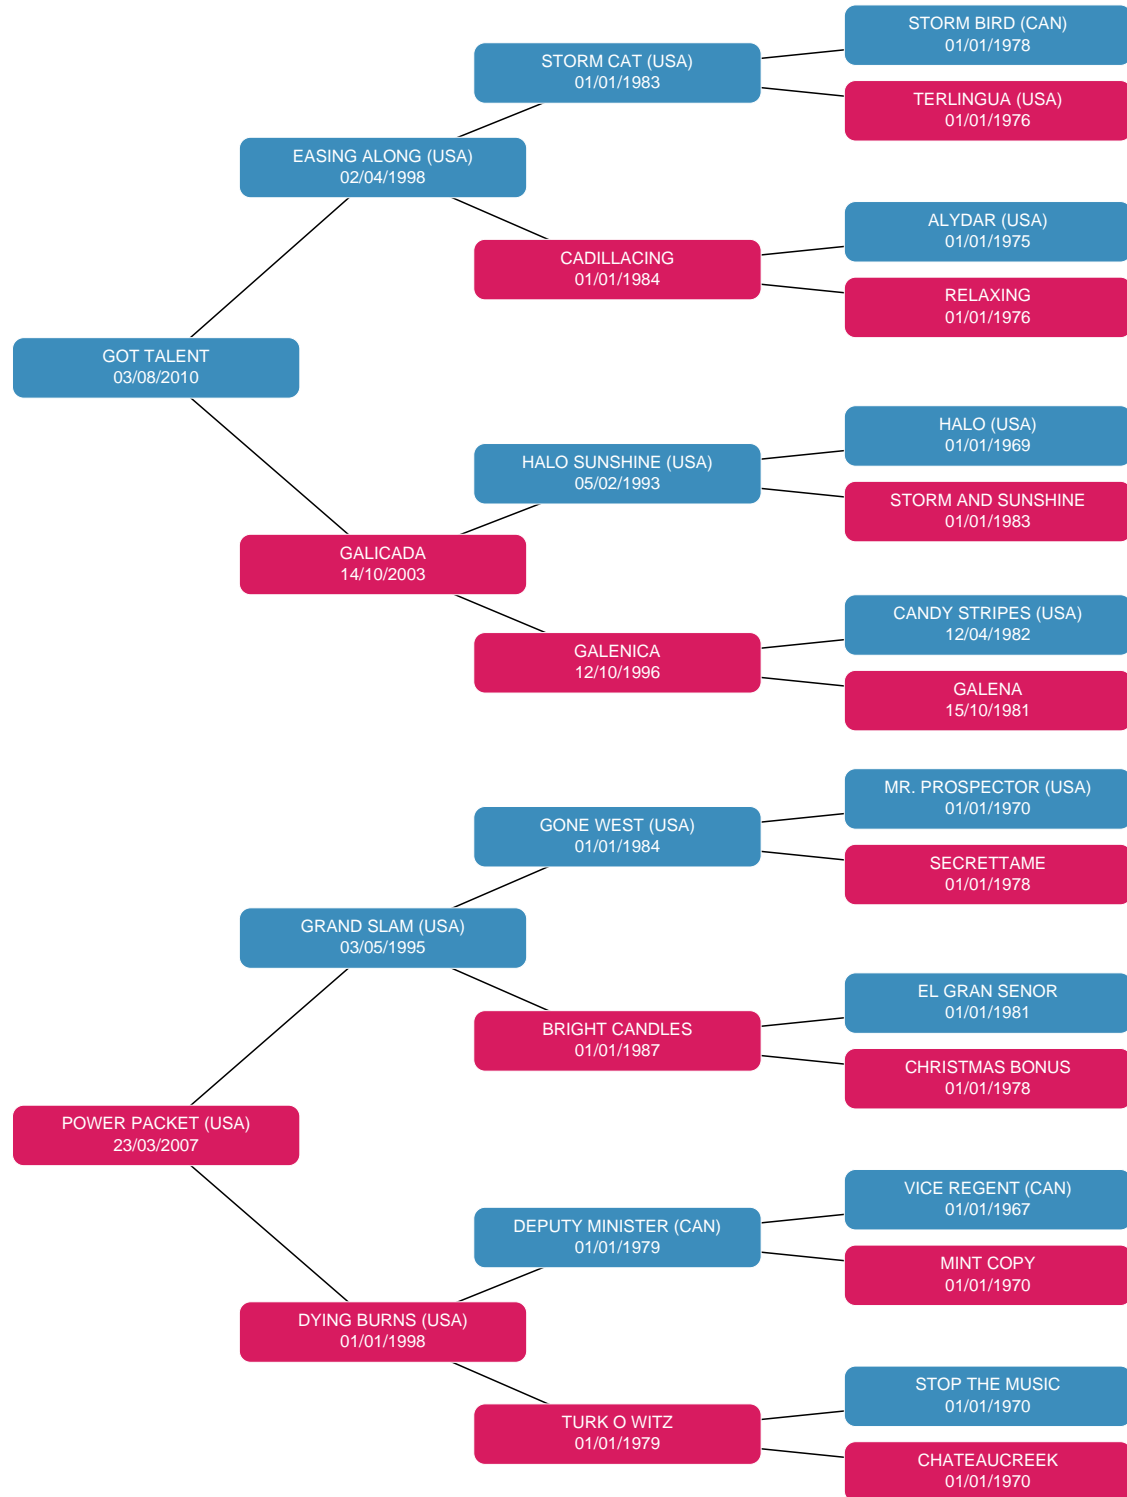 STORM BIRD (CAN)
01/01/1978
STORM CAT (USA)
01/01/1983
TERLINGUA (USA)
01/01/1976
EASING ALONG (USA)
02/04/1998
ALYDAR (USA)
01/01/1975
CADILLACING
01/01/1984
RELAXING
01/01/1976
GOT TALENT
03/08/2010
HALO (USA)
01/01/1969
HALO SUNSHINE (USA)
05/02/1993
STORM AND SUNSHINE
01/01/1983
GALICADA
14/10/2003
CANDY STRIPES (USA)
12/04/1982
GALENICA
12/10/1996
GALENA
15/10/1981
MR. PROSPECTOR (USA)
01/01/1970
GONE WEST (USA)
01/01/1984
SECRETTAME
01/01/1978
GRAND SLAM (USA)
03/05/1995
EL GRAN SENOR
01/01/1981
BRIGHT CANDLES
01/01/1987
CHRISTMAS BONUS
01/01/1978
POWER PACKET (USA)
23/03/2007
VICE REGENT (CAN)
01/01/1967
DEPUTY MINISTER (CAN)
01/01/1979
MINT COPY
01/01/1970
DYING BURNS (USA)
01/01/1998
STOP THE MUSIC
01/01/1970
TURK O WITZ
01/01/1979
CHATEAUCREEK
01/01/1970